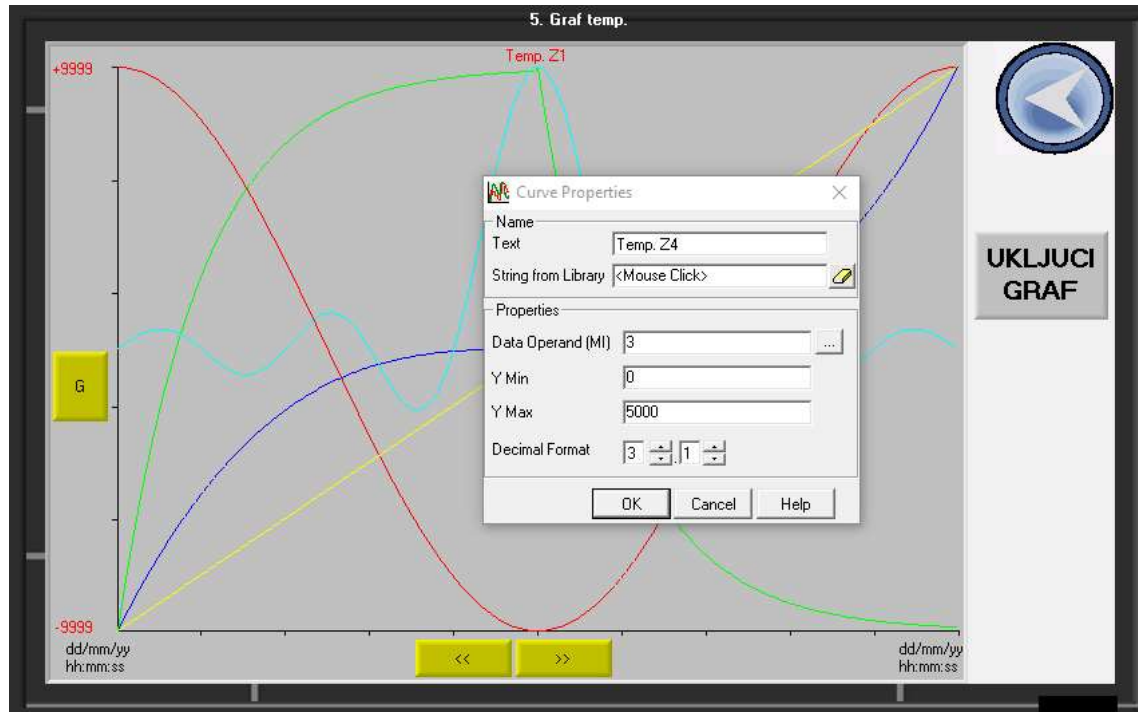 5. Graf temp.
Temp. Z1
+9999
Curve Properties
Name
Text
Temp. Z4
String from Library
<Mouse Click>
Properties
Data Operand (MI)
3
...
Y Min
0
Y Max
5000
Decimal Format
3
.
1
OK
Cancel
Help
UKLJUCI
GRAF
G
-9999
dd/mm/yy
hh:mm:ss
<<
>>
dd/mm/yy
hh:mm:ss